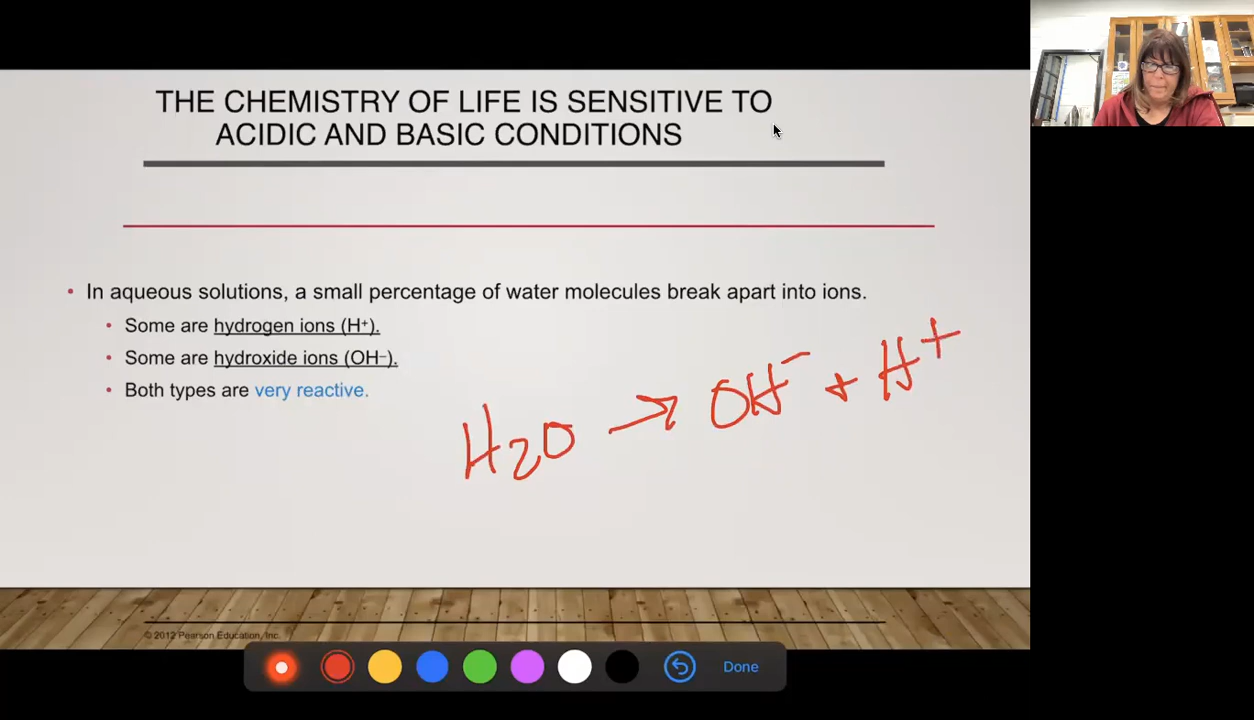 THE CHEMISTRY OF LIFE IS SENSITIVE TO
ACIDIC AND BASIC CONDITIONS
• In aqueous solutions, a small percentage of water molecules break apart into ions.
• Some are hydrogen ions (H⁺).
• Some are hydroxide ions (OH⁻).
• Both types are very reactive.
H₂O → OH⁻ + H⁺
© 2012 Pearson Education, Inc.
Done